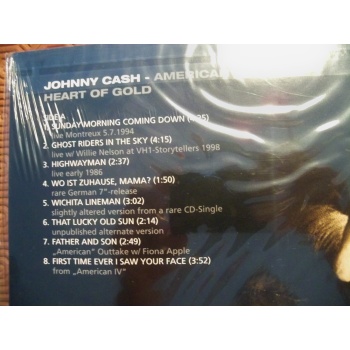 JOHNNY CASH - AMERICAN
HEART OF GOLD
SIDE A
1. SUNDAY MORNING COMING DOWN
live Montreux 5.7.1994
2. GHOST RIDERS IN THE SKY (4:15)
live w/ Willie Nelson at VH1-Storytellers 1998
3. HIGHWAYMAN (2:37)
live early 1986
4. WO IST ZUHAUSE, MAMA? (1:50)
rare German 7"-release
5. WICHITA LINEMAN (3:02)
slightly altered version from a rare CD-Single
6. THAT LUCKY OLD SUN (2:14)
unpublished alternate version
7. FATHER AND SON (2:49)
„American" Outtake w/ Fiona Apple
8. FIRST TIME EVER I SAW YOUR FACE (3:52)
from „American IV"